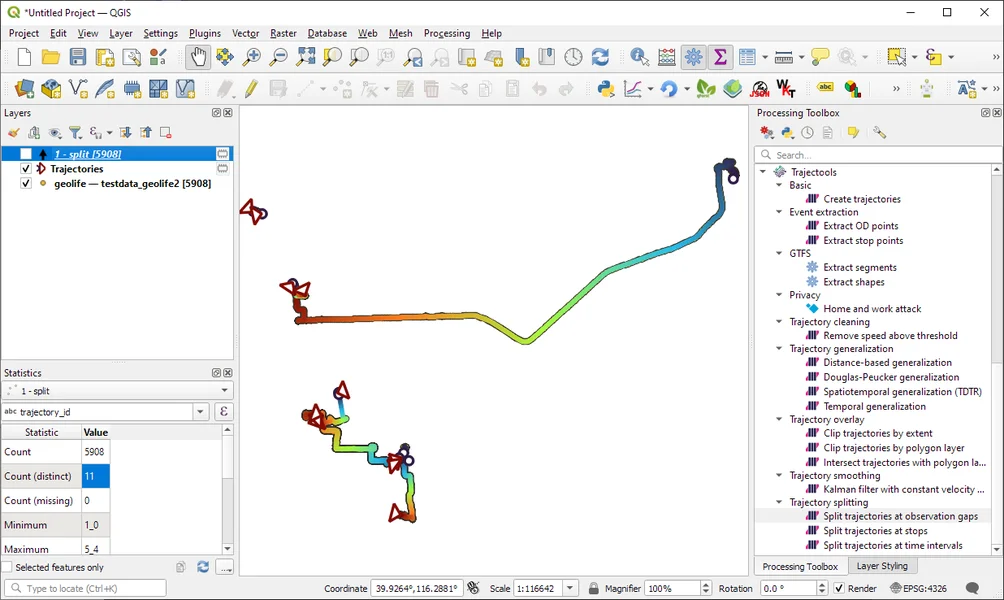 *Untitled Project — QGIS
Project Edit View Layer Settings Plugins Vector Raster Database Web Mesh Processing Help
abc
JSON
WKT
Layers
1 - split [5908]
Trajectories
geolife — testdata_geolife2 [5908]
Statistics
1 - split
abc trajectory_id
ε
Statistic Value
Count 5908
Count (distinct) 11
Count (missing) 0
Minimum 1_0
Maximum 5_4
Selected features only
...
Processing Toolbox
Search...
Trajectools
Basic
Create trajectories
Event extraction
Extract OD points
Extract stop points
GTFS
Extract segments
Extract shapes
Privacy
Home and work attack
Trajectory cleaning
Remove speed above threshold
Trajectory generalization
Distance-based generalization
Douglas-Peucker generalization
Spatiotemporal generalization (TDTR)
Temporal generalization
Trajectory overlay
Clip trajectories by extent
Clip trajectories by polygon layer
Intersect trajectories with polygon la...
Trajectory smoothing
Kalman filter with constant velocity ...
Trajectory splitting
Split trajectories at observation gaps
Split trajectories at stops
Split trajectories at time intervals
Processing Toolbox Layer Styling
Type to locate (Ctrl+K) Coordinate 39.9264°,116.2881° Scale 1:116642 Magnifier 100% Rotation 0.0 ° Render EPSG:4326